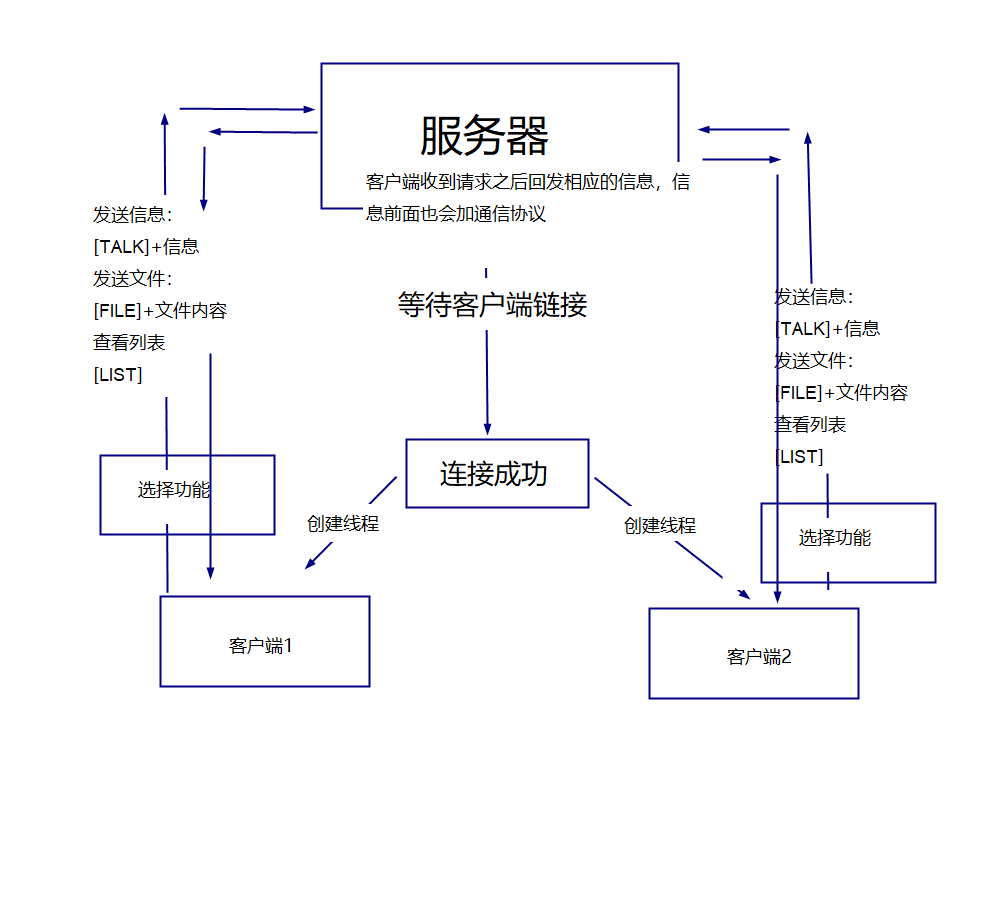 服务器
客户端收到请求之后回发相应的信息，信
息前面也会加通信协议
发送信息：
[TALK]+信息
发送文件：
[FILE]+文件内容
查看列表
[LIST]
等待客户端链接
发送信息：
[TALK]+信息
发送文件：
[FILE]+文件内容
查看列表
[LIST]
连接成功
选择功能
创建线程
创建线程
选择功能
客户端1
客户端2